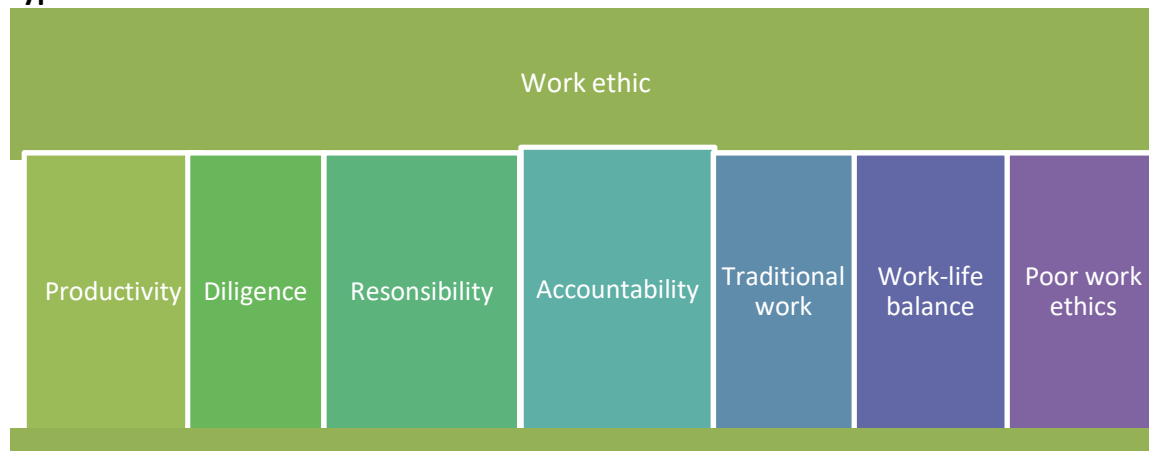 Work ethic
Productivity
Diligence
Resonsibility
Accountability
Traditional
work
Work-life
balance
Poor work
ethics